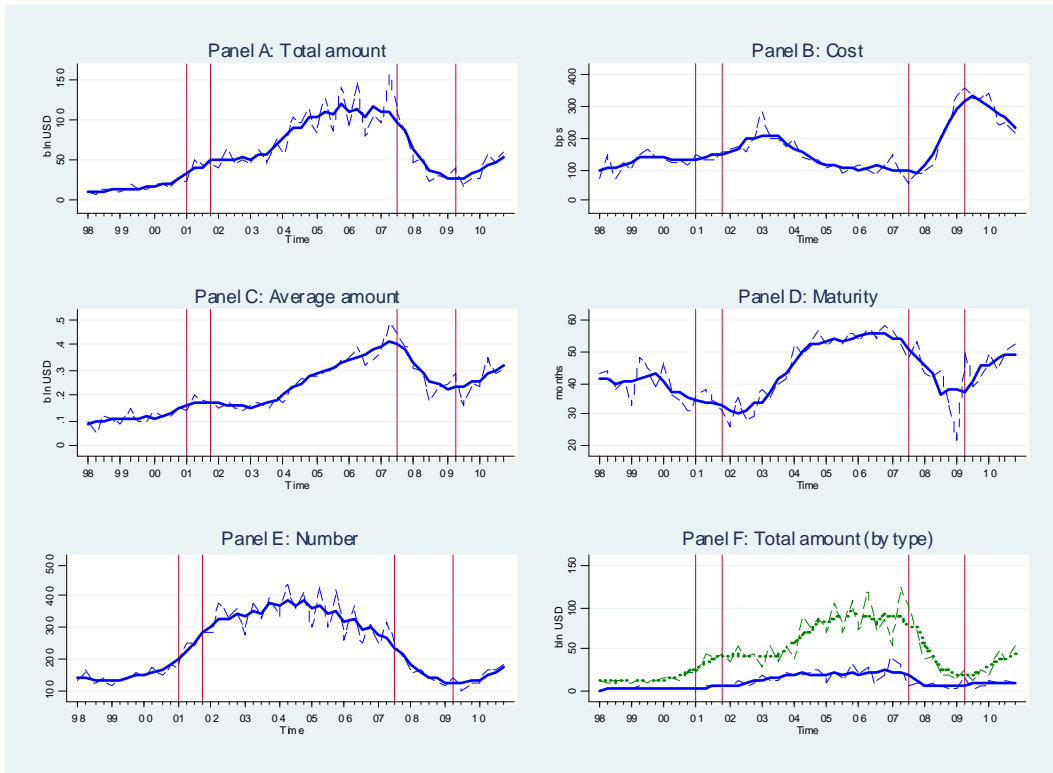 Panel A: Total amount
bln USD
150
100
50
0
98 99 00 01 02 03 04 05 06 07 08 09 10
Time
Panel B: Cost
bps
400
300
200
100
0
98 99 00 01 02 03 04 05 06 07 08 09 10
Time
Panel C: Average amount
bln USD
.5
.4
.3
.2
.1
0
98 99 00 01 02 03 04 05 06 07 08 09 10
Time
Panel D: Maturity
months
60
50
40
30
20
98 99 00 01 02 03 04 05 06 07 08 09 10
Time
Panel E: Number
500
400
300
200
100
98 99 00 01 02 03 04 05 06 07 08 09 10
Time
Panel F: Total amount (by type)
bln USD
150
100
50
0
98 99 00 01 02 03 04 05 06 07 08 09 10
Time